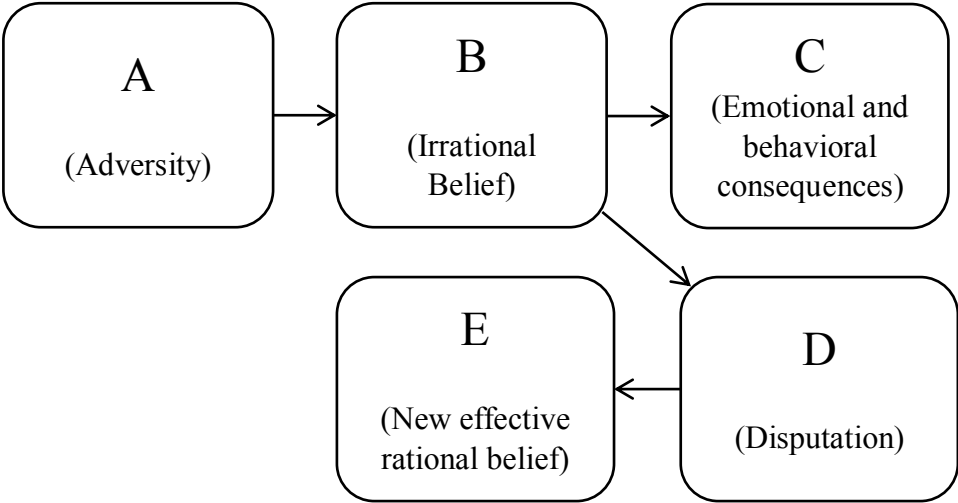 A
(Adversity)
B
(Irrational
Belief)
C
(Emotional and
behavioral
consequences)
D
(Disputation)
E
(New effective
rational belief)